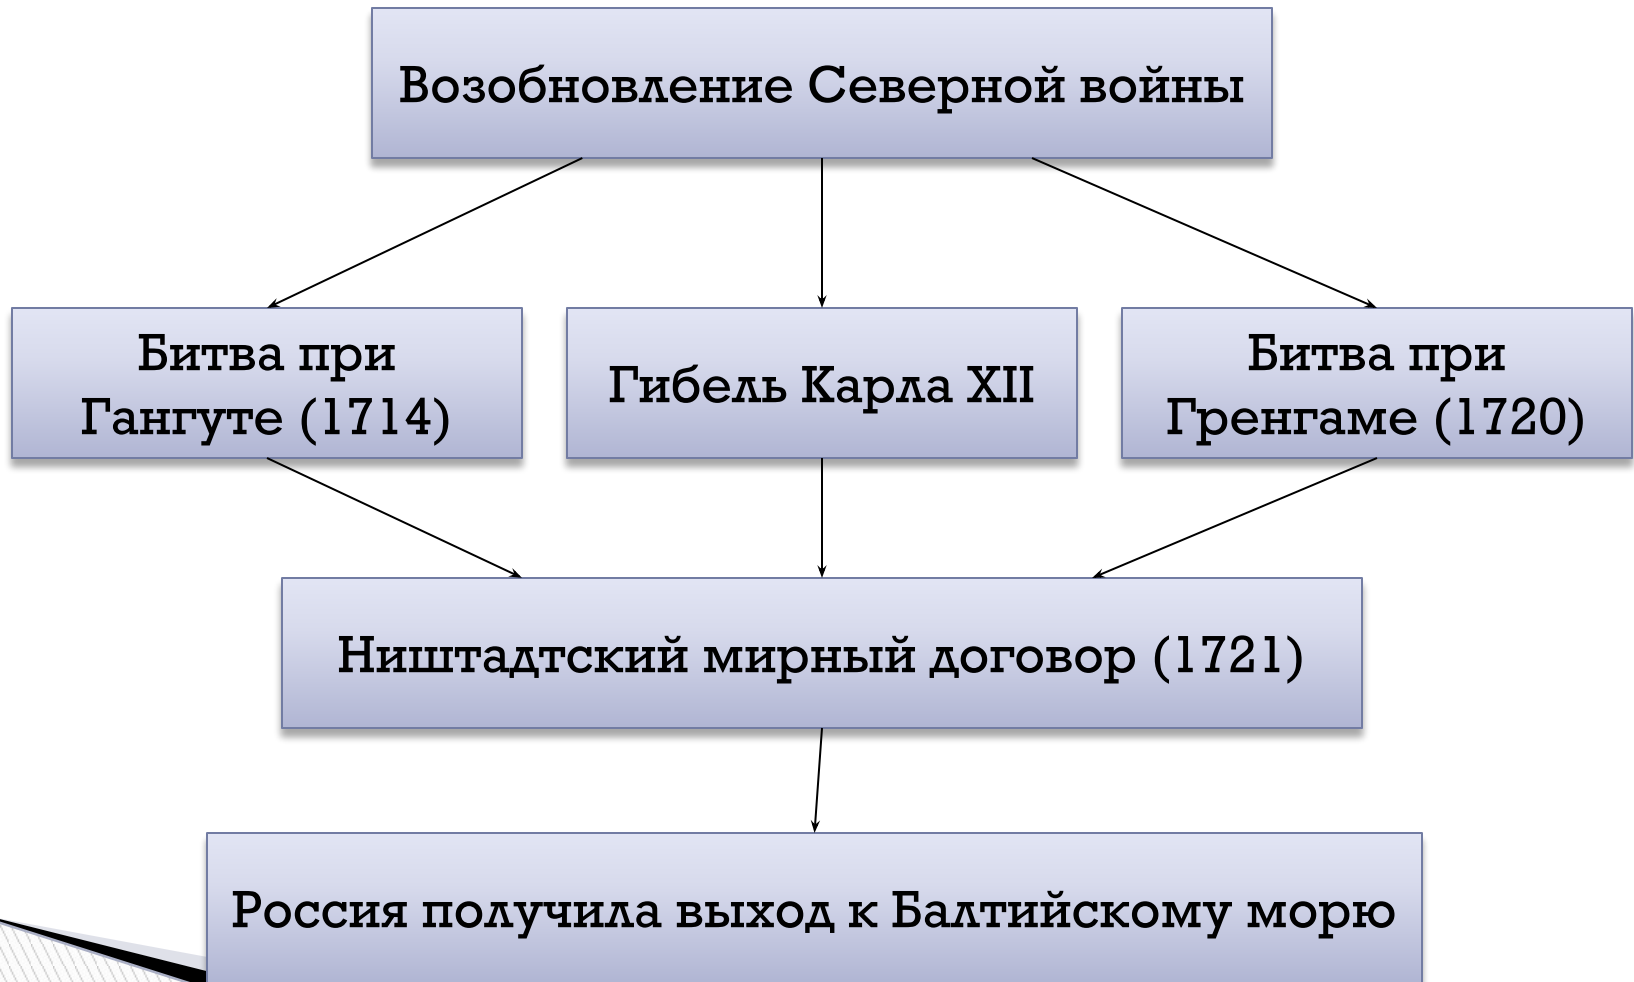 Возобновление Северной войны
Битва при
Гангуте (1714)
Гибель Карла XII
Битва при
Гренгаме (1720)
Ништадтский мирный договор (1721)
Россия получила выход к Балтийскому морю